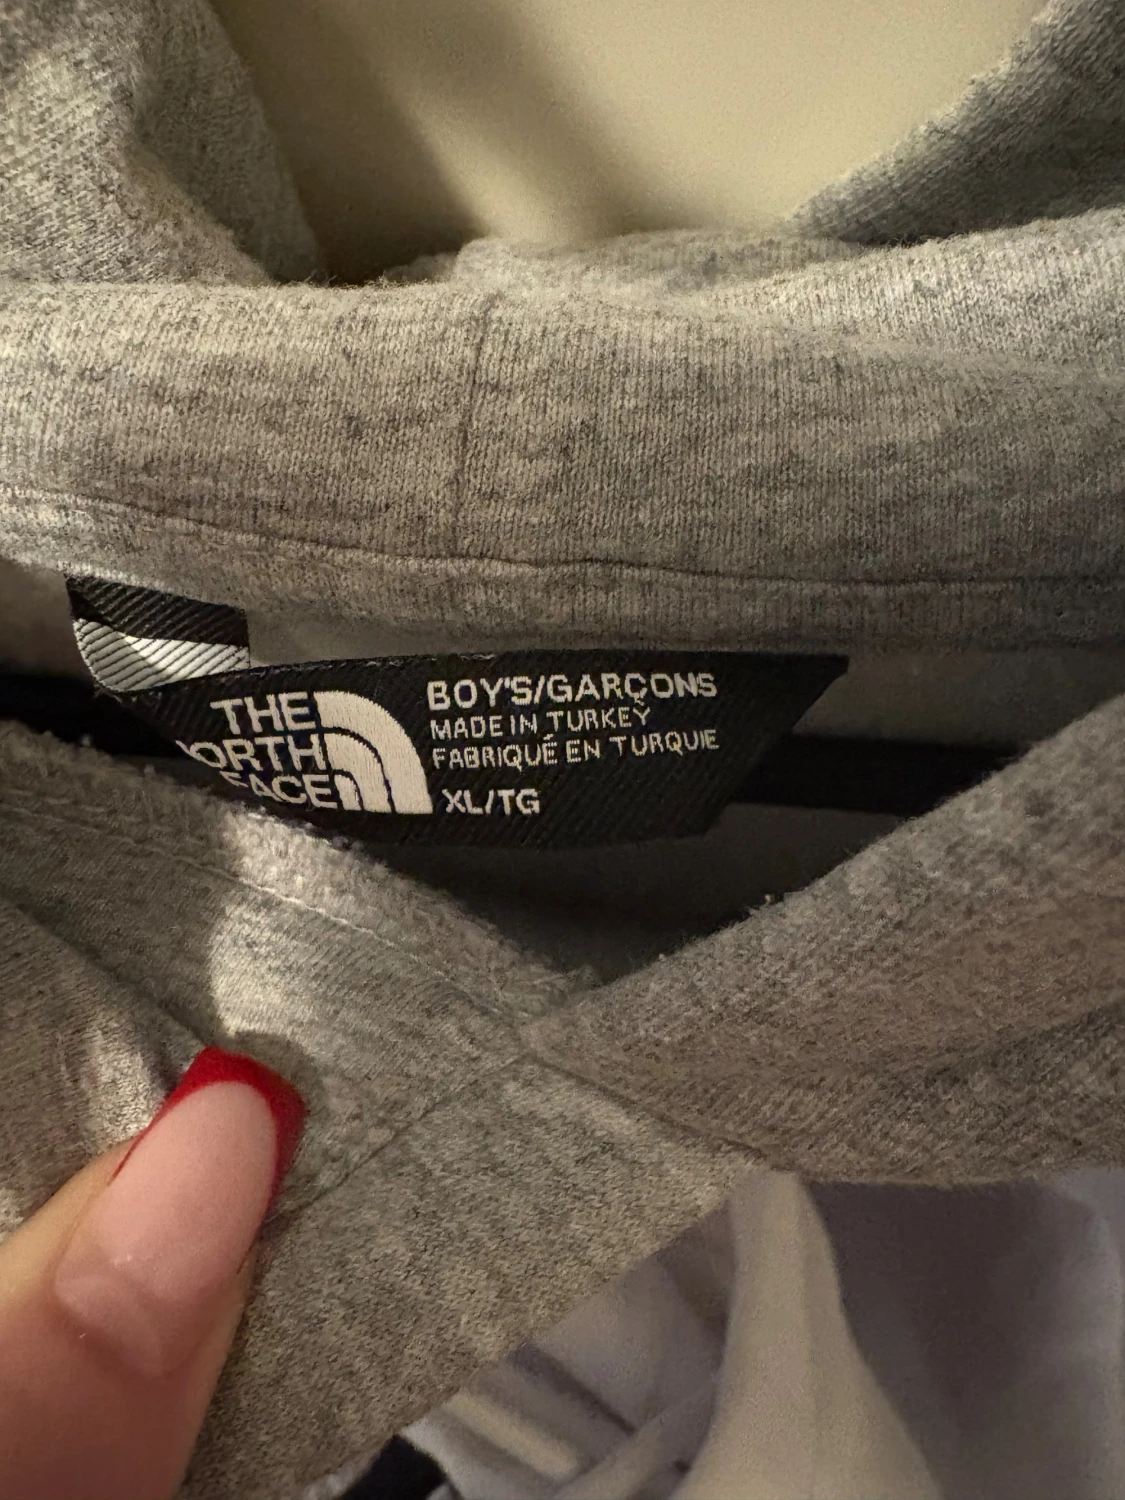 THE
ORTH
FACE
BOY'S/GARÇONS
MADE IN TURKEY
FABRIQUÉ EN TURQUIE
XL/TG